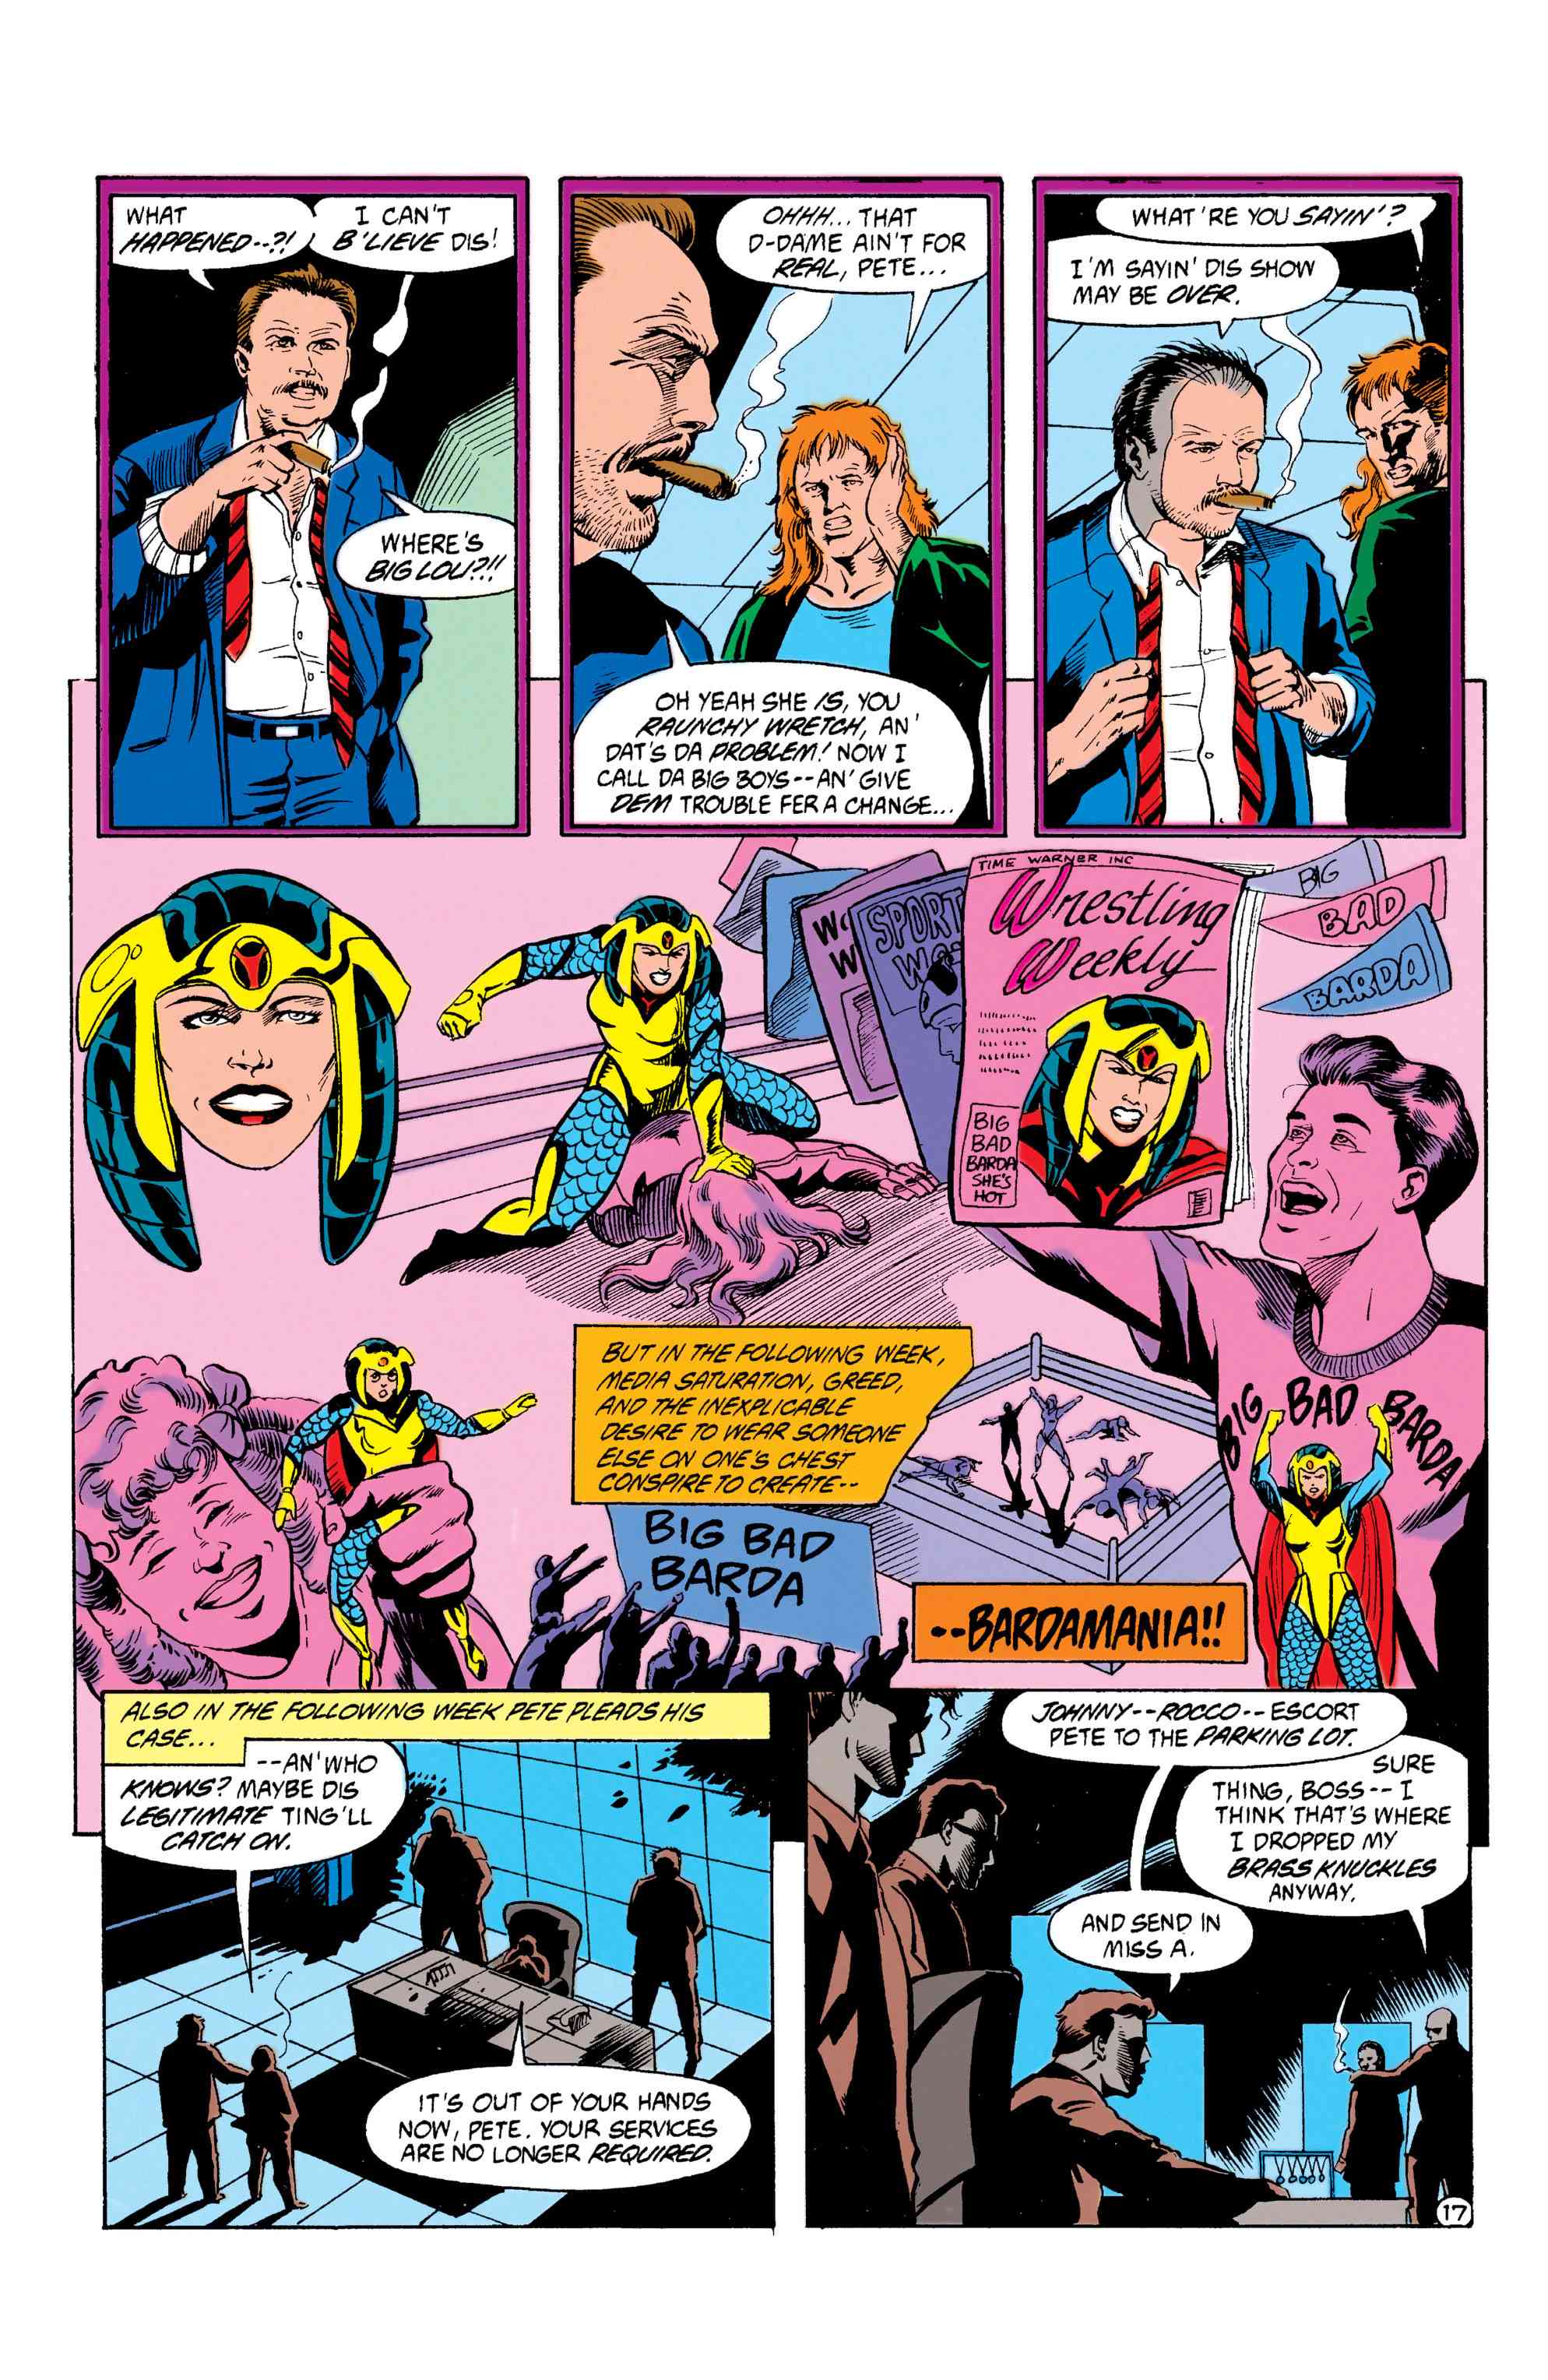 WHAT
HAPPENED--?!
I CAN'T
B'LIEVE DIS!
WHERE'S
BIG LOU?!!
OHHH... THAT
D-DAME AIN'T FOR
REAL, PETE...
OH YEAH SHE IS, YOU
RAUNCHY WRETCH, AN'
DAT'S DA PROBLEM! NOW I
CALL DA BIG BOYS--AN' GIVE
DEM TROUBLE FER A CHANGE...
WHAT'RE YOU SAYIN'?
I'M SAYIN' DIS SHOW
MAY BE OVER.
SPORT
TIME WARNER INC
Wrestling
Weekly
BIG
BAD
BARDA
SHE'S
HOT
BIG
BAD
BARDA
BUT IN THE FOLLOWING WEEK,
MEDIA SATURATION, GREED,
AND THE INEXPLICABLE
DESIRE TO WEAR SOMEONE
ELSE ON ONE'S CHEST
CONSPIRE TO CREATE--
BIG BAD BARDA
BIG BAD
BARDA
--BARDAMANIA!!
ALSO IN THE FOLLOWING WEEK PETE PLEADS HIS
CASE...
--AN' WHO
KNOWS? MAYBE DIS
LEGITIMATE TING'LL
CATCH ON.
IT'S OUT OF YOUR HANDS
NOW, PETE. YOUR SERVICES
ARE NO LONGER REQUIRED.
JOHNNY--ROCCO--ESCORT
PETE TO THE PARKING LOT.
SURE
THING, BOSS--I
THINK THAT'S WHERE
I DROPPED MY
BRASS KNUCKLES
ANYWAY.
AND SEND IN
MISS A.
17